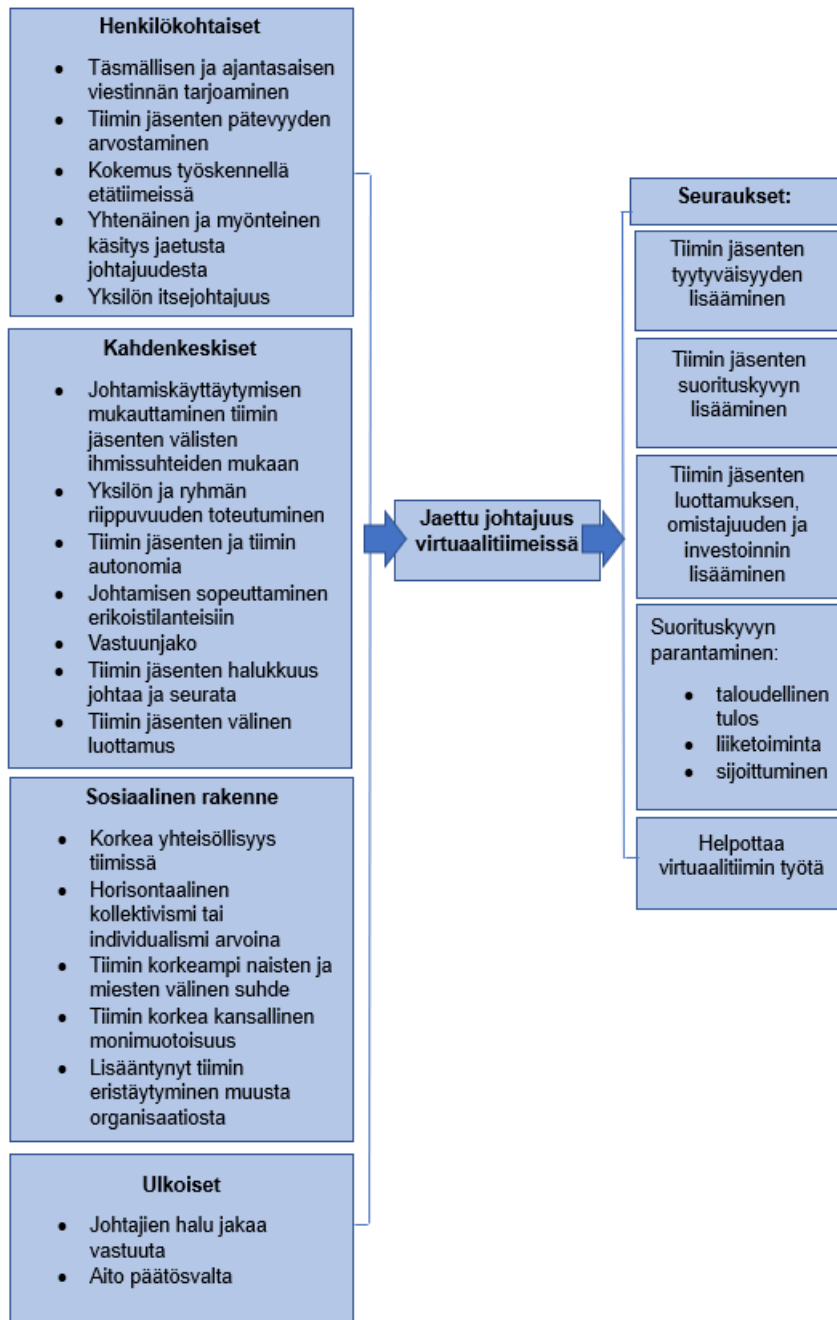 Henkilökohtaiset
• Täsmällisen ja ajantasaisen
viestinnän tarjoaminen
• Tiimin jäsenten pätevyyden
arvostaminen
• Kokemus työskennellä
etätiimeissä
• Yhtenäinen ja myönteinen
käsitys jaetusta
johtajuudesta
• Yksilön itsejohtajuus
Kahdenkeskiset
• Johtamiskäyttäytymisen
mukauttaminen tiimin
jäsenten välisten
ihmissuhteiden mukaan
• Yksilön ja ryhmän
riippuvuuden toteutuminen
• Tiimin jäsenten ja tiimin
autonomia
• Johtamisen sopeuttaminen
erikoistilanteisiin
• Vastuunjako
• Tiimin jäsenten halukkuus
johtaa ja seurata
• Tiimin jäsenten välinen
luottamus
Sosiaalinen rakenne
• Korkea yhteisöllisyys
tiimissä
• Horisontaalinen
kollektivismi tai
individualismi arvoina
• Tiimin korkeampi naisten ja
miesten välinen suhde
• Tiimin korkea kansallinen
monimuotoisuus
• Lisääntynyt tiimin
eristäytyminen muusta
organisaatiosta
Ulkoiset
• Johtajien halu jakaa
vastuuta
• Aito päätösvalta
Jaettu johtajuus
virtuaalitiimeissä
Seuraukset:
Tiimin jäsenten
tyytyväisyyden
lisääminen
Tiimin jäsenten
suorituskyvyn
lisääminen
Tiimin jäsenten
luottamuksen,
omistajuuden ja
investoinnin
lisääminen
Suorituskyvyn
parantaminen:
• taloudellinen
tulos
• liiketoiminta
• sijoittuminen
Helpottaa
virtuaalitiimin työtä